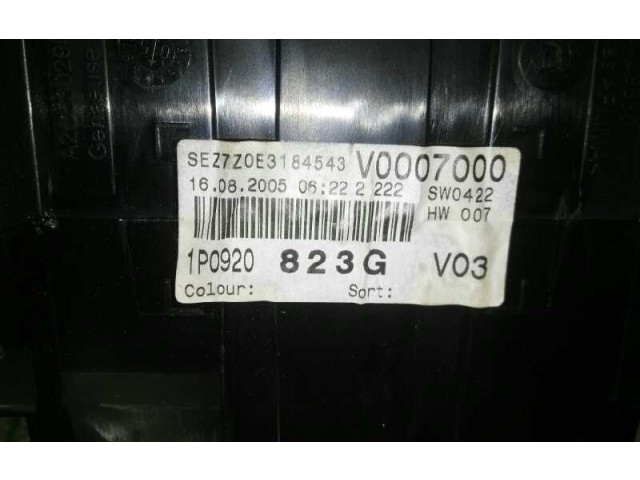 SEZ7Z0E3184543 V0007000
16.08.2005 06:22 2 222 SW0422
HW 007
1P0920 823G V03
Colour: Sort: